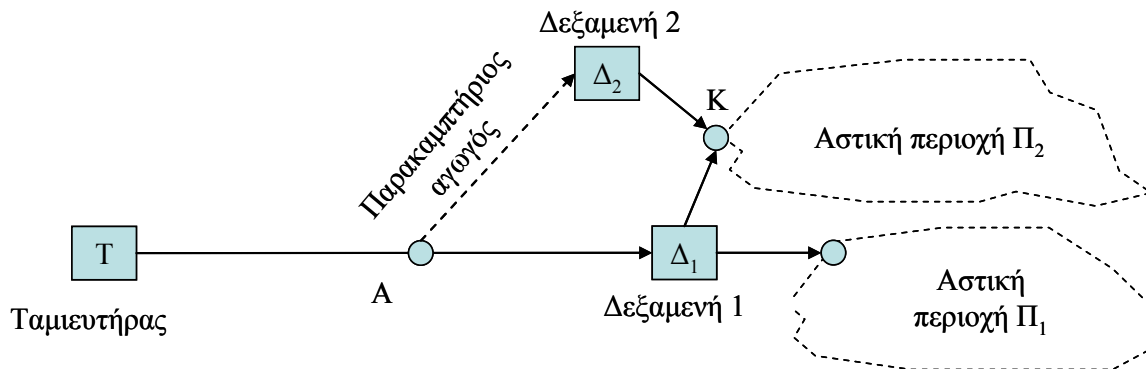 Δεξαμενή 2
Δ2
Παρακαμπτήριος
αγωγός
Κ
Αστική περιοχή Π2
Τ
Α
Δ1
Ταμιευτήρας
Δεξαμενή 1
Αστική
περιοχή Π1